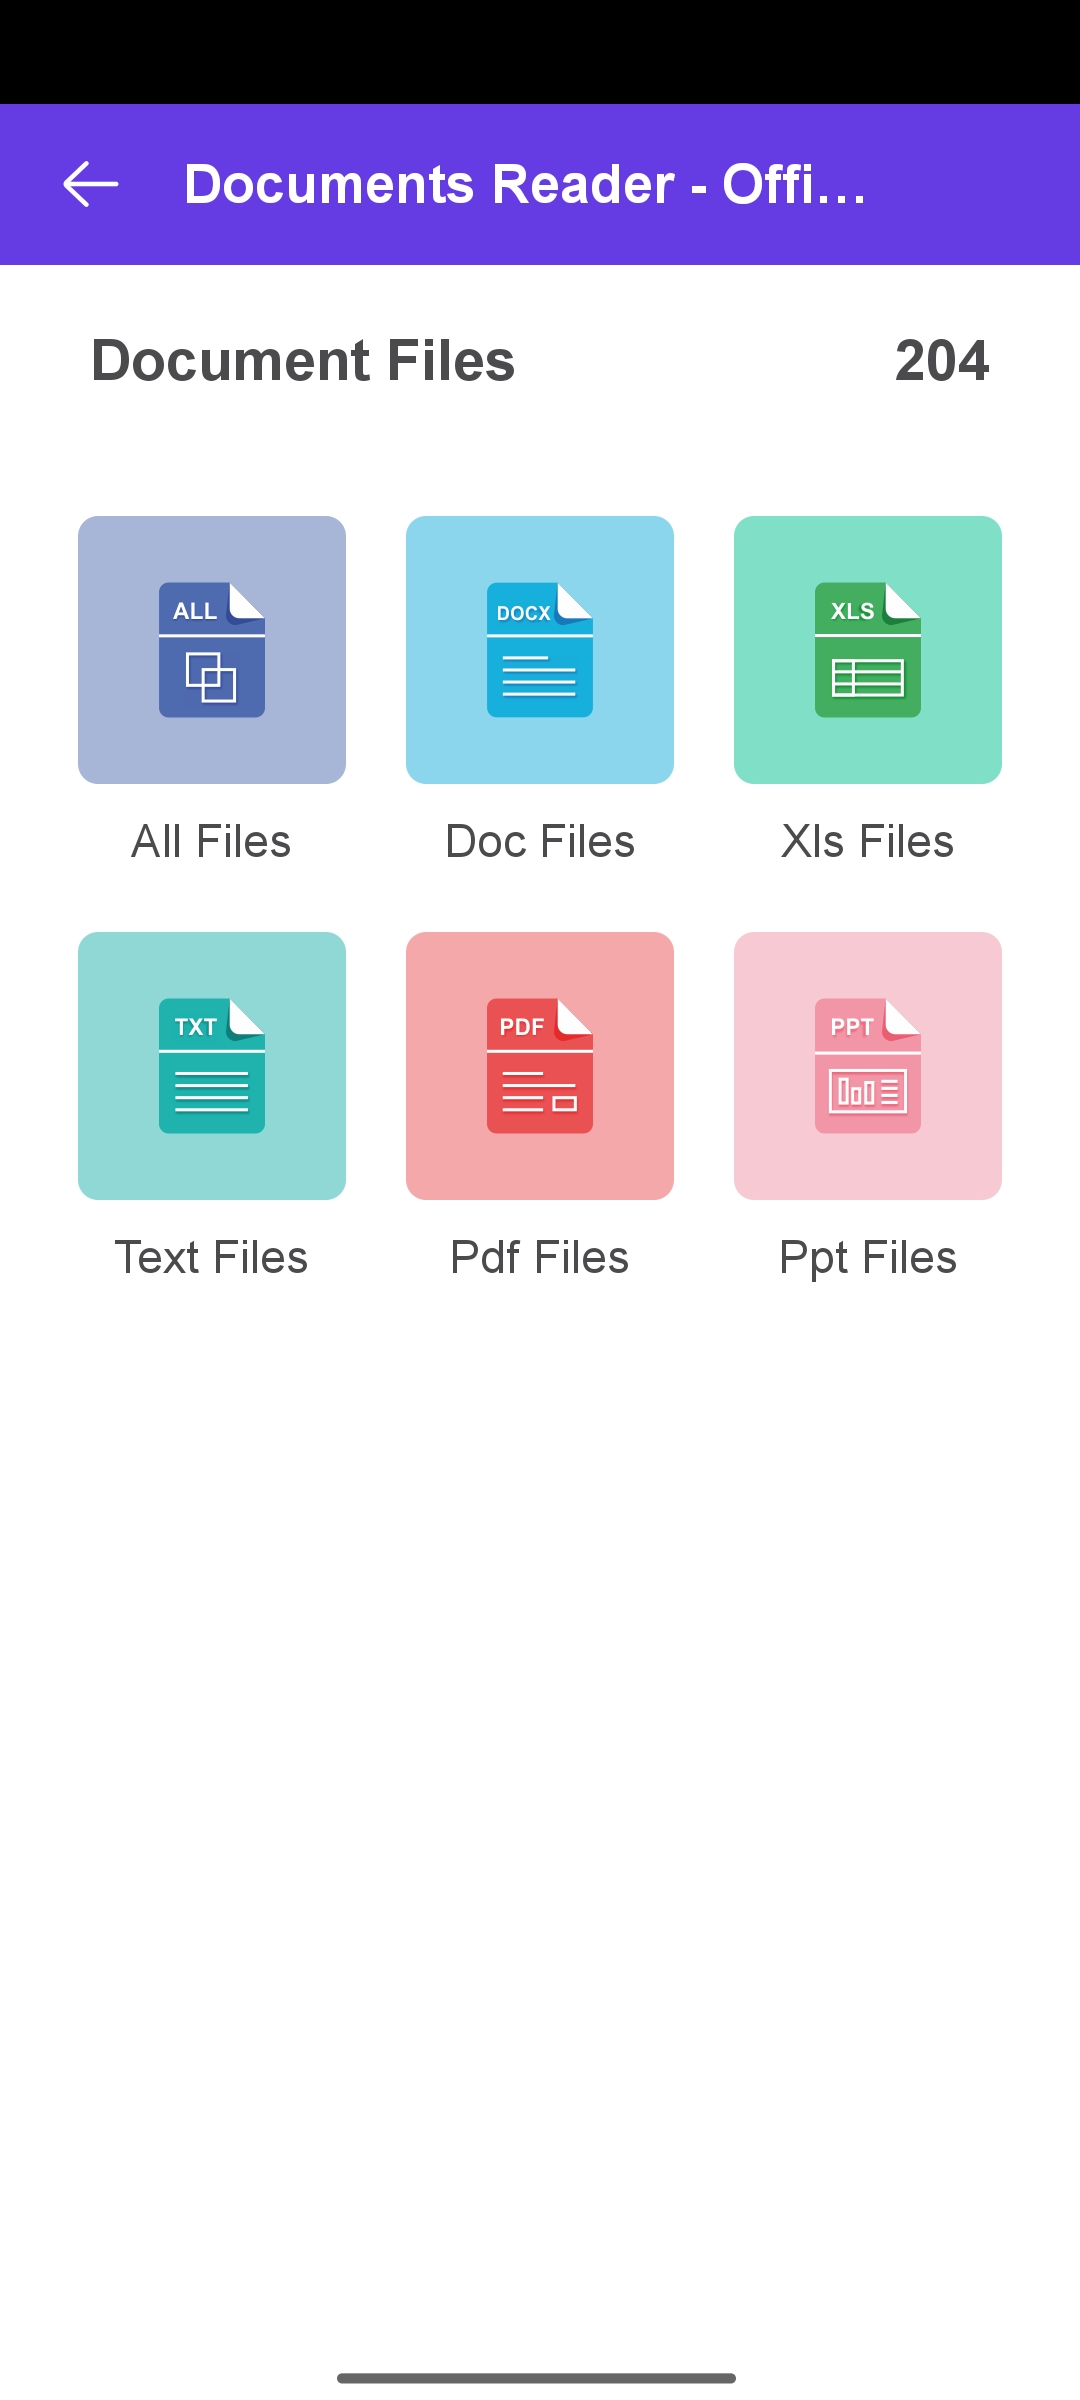 Documents Reader - Offi...
Document Files 204
ALL DOCX XLS
All Files Doc Files Xls Files
TXT PDF PPT
Text Files Pdf Files Ppt Files